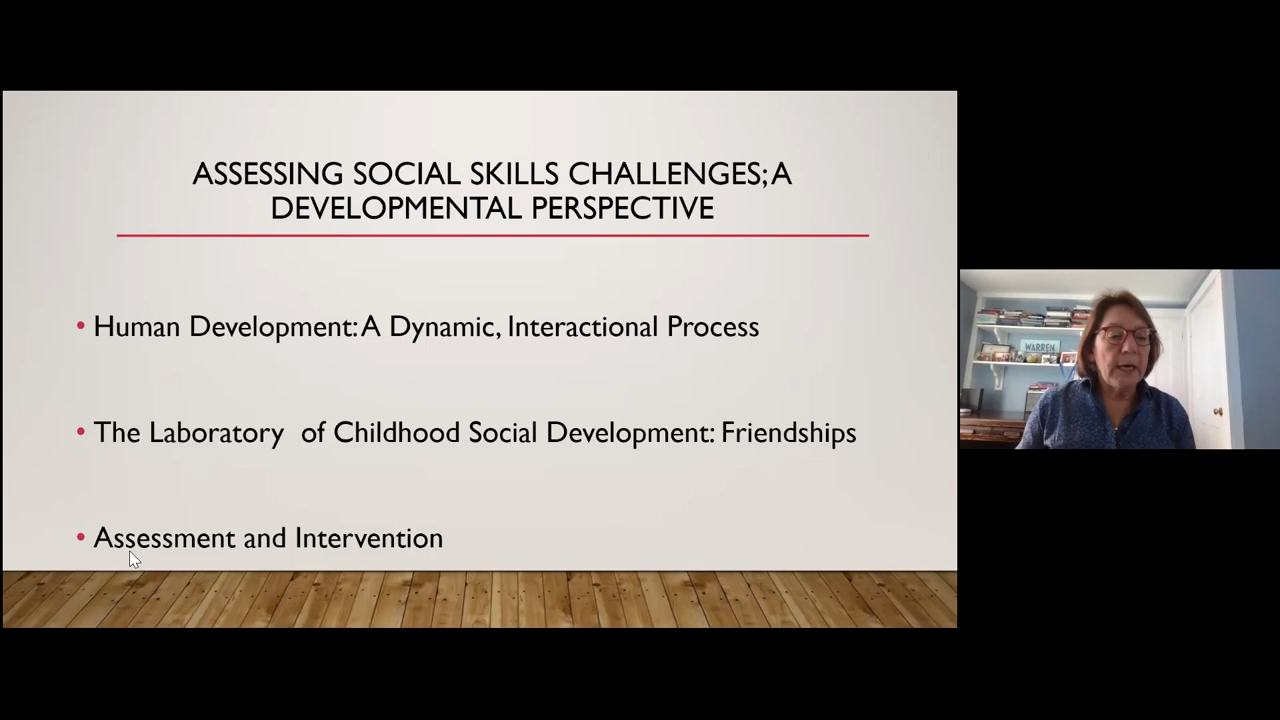 ASSESSING SOCIAL SKILLS CHALLENGES; A
DEVELOPMENTAL PERSPECTIVE
• Human Development: A Dynamic, Interactional Process
• The Laboratory  of Childhood Social Development: Friendships
• Assessment and Intervention
WARREN